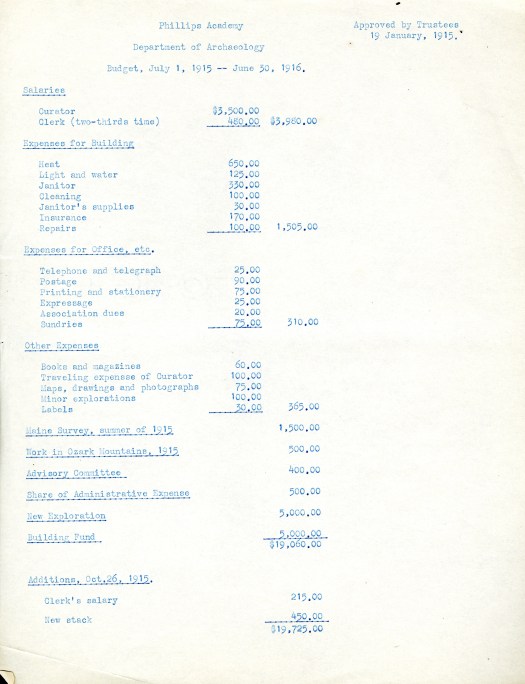 Phillips Academy
Approved by Trustees
19 January, 1915.
Department of Archaeology
Budget, July 1, 1915 -- June 30, 1916.
Salaries
Curator $3,500.00
Clerk (two-thirds time) 480.00 $3,980.00
Expenses for Building
Heat 650.00
Light and water 125.00
Janitor 330.00
Cleaning 100.00
Janitor's supplies 30.00
Insurance 170.00
Repairs 100.00 1,505.00
Expenses for Office, etc.
Telephone and telegraph 25.00
Postage 90.00
Printing and stationery 75.00
Expressage 25.00
Association dues 20.00
Sundries 75.00 310.00
Other Expenses
Books and magazines 60.00
Traveling expenses of Curator 100.00
Maps, drawings and photographs 75.00
Minor explorations 100.00
Labels 30.00 365.00
Maine Survey, summer of 1915 1,500.00
Work in Ozark Mountains, 1915 500.00
Advisory Committee 400.00
Share of Administrative Expense 500.00
New Exploration 5,000.00
Building Fund 5,000.00
$19,060.00
Additions, Oct.26, 1915.
Clerk's salary 215.00
New stack 450.00
$19,725.00